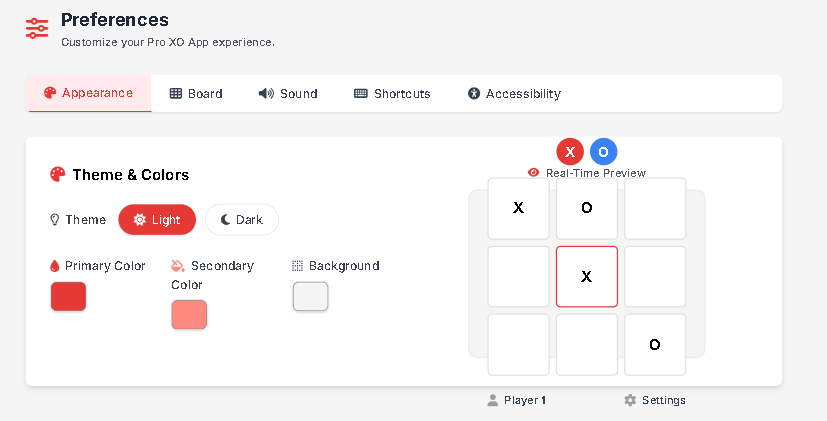 Preferences
Customize your Pro XO App experience.
Appearance
Board
Sound
Shortcuts
Accessibility
Theme & Colors
Theme
Light
Dark
Primary Color
Secondary
Color
Background
X O
Real-Time Preview
X O
X
O
Player 1
Settings